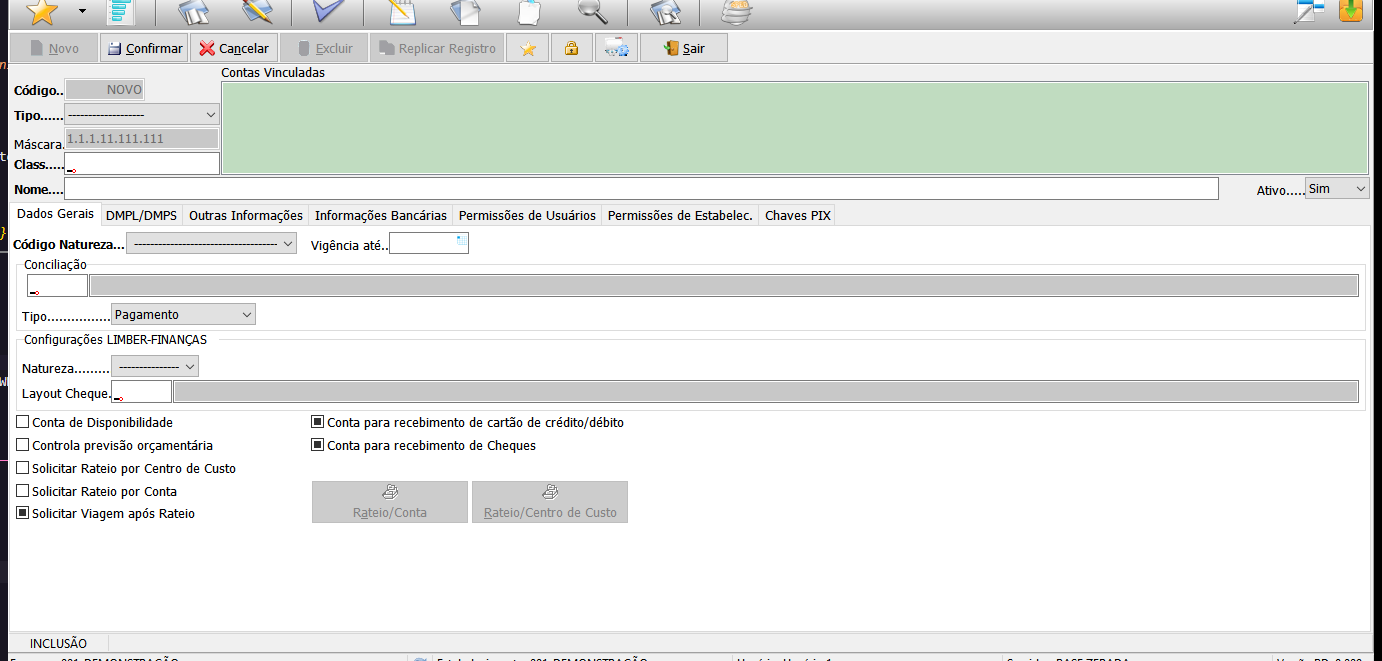 Novo Confirmar Cancelar Excluir Replicar Registro Sair
Contas Vinculadas
Código.. NOVO
Tipo...... -------------------
Máscara. 1.1.1.11.111.111
Class.....
Nome.... Ativo..... Sim
Dados Gerais DMPL/DMPS Outras Informações Informações Bancárias Permissões de Usuários Permissões de Estabelec. Chaves PIX
Código Natureza... ------------------------------------ Vigência até..
Conciliação
Tipo................ Pagamento
Configurações LIMBER-FINANÇAS
Natureza......... ---------------
Layout Cheque.
Conta de Disponibilidade Conta para recebimento de cartão de crédito/débito
Controla previsão orçamentária Conta para recebimento de Cheques
Solicitar Rateio por Centro de Custo
Solicitar Rateio por Conta
Solicitar Viagem após Rateio
Rateio/Conta Rateio/Centro de Custo
INCLUSÃO